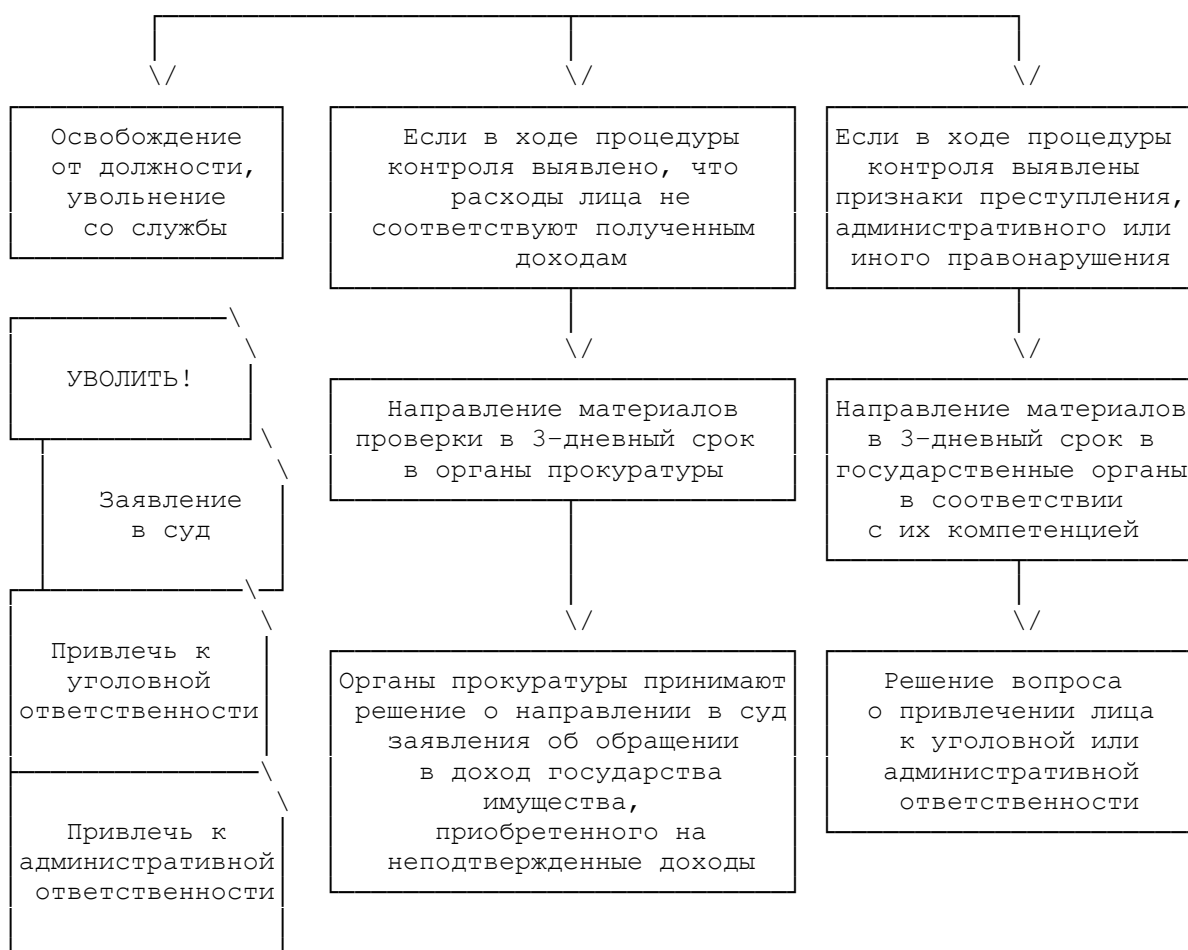 Освобождение
от должности,
увольнение
со службы
Если в ходе процедуры
контроля выявлено, что
расходы лица не
соответствуют полученным
доходам
Если в ходе процедуры
контроля выявлены
признаки преступления,
административного или
иного правонарушения
УВОЛИТЬ!
Заявление
в суд
Привлечь к
уголовной
ответственности
Привлечь к
административной
ответственности
Направление материалов
проверки в 3-дневный срок
в органы прокуратуры
Направление материалов
в 3-дневный срок в
государственные органы
в соответствии
с их компетенцией
Органы прокуратуры принимают
решение о направлении в суд
заявления об обращении
в доход государства
имущества,
приобретенного на
неподтвержденные доходы
Решение вопроса
о привлечении лица
к уголовной или
административной
ответственности